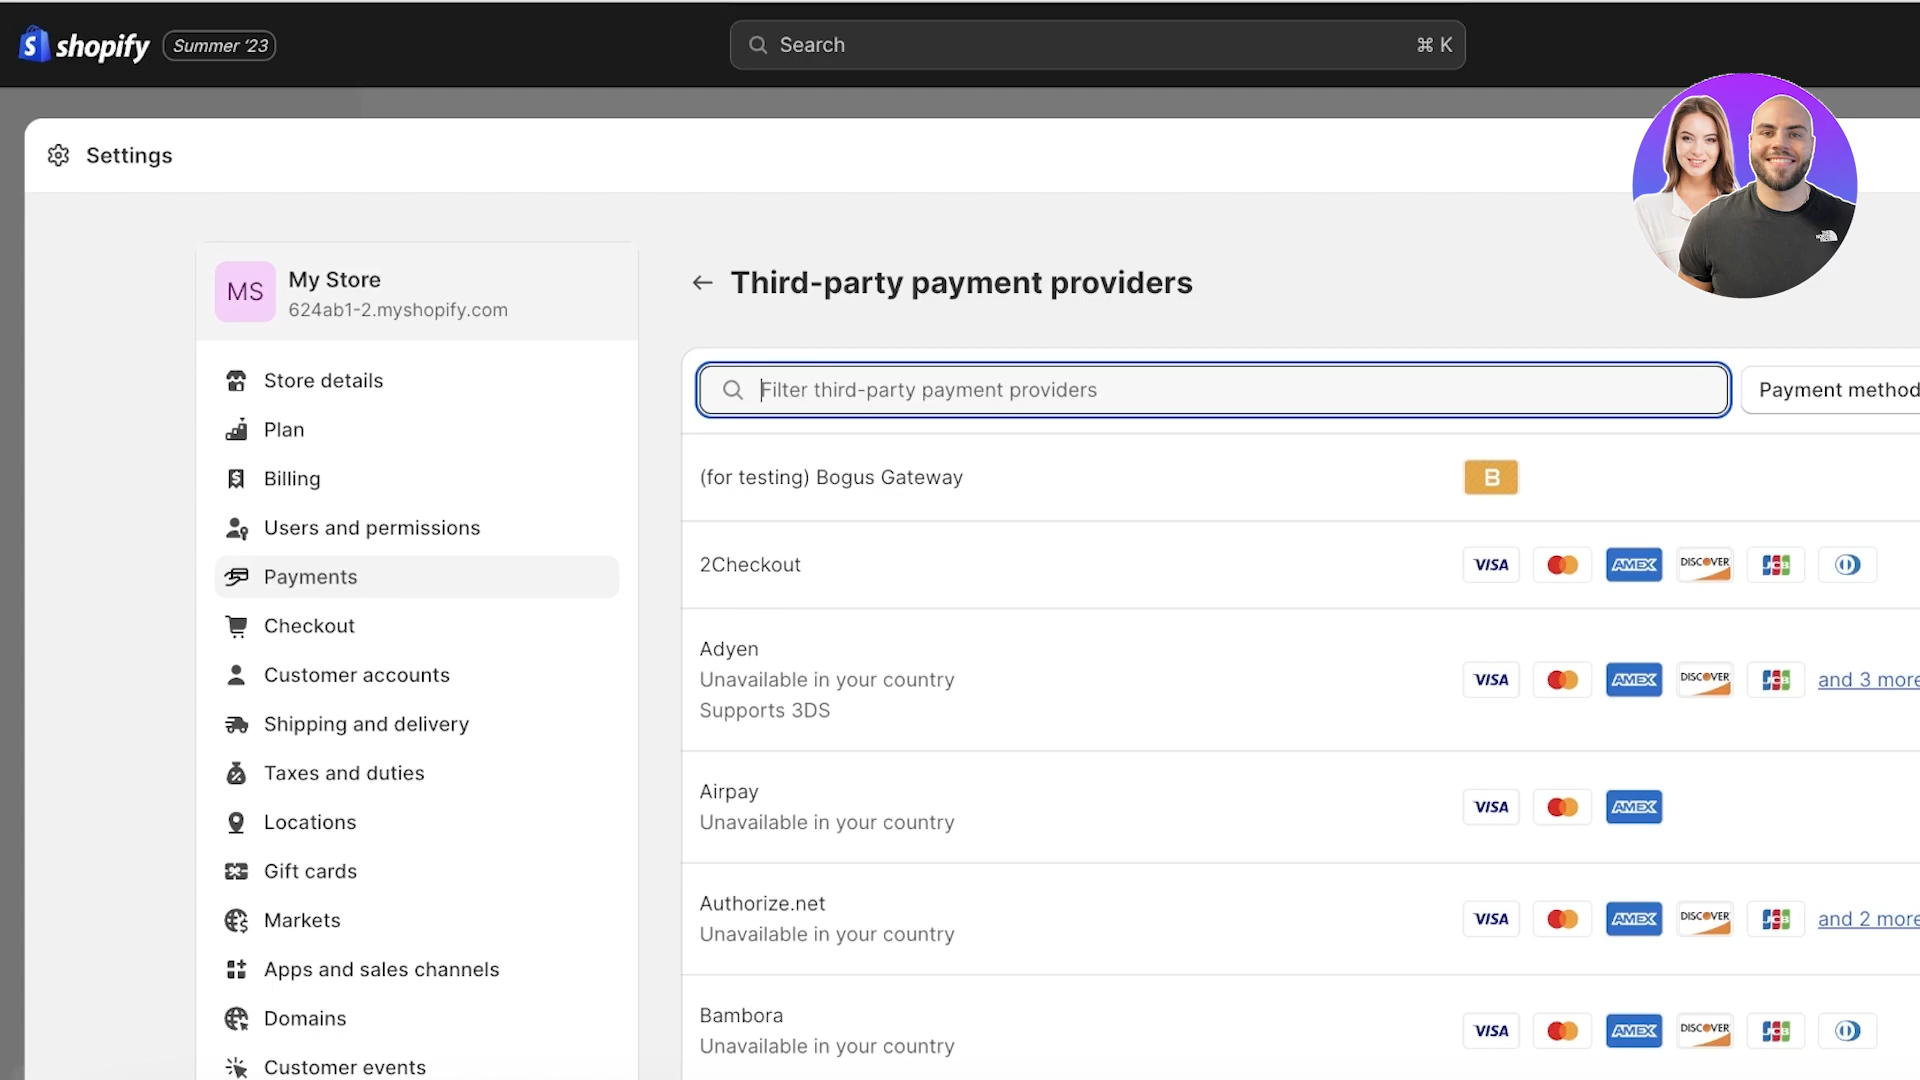 shopify
Summer '23
Search
⌘ K
Settings
MS
My Store
624ab1-2.myshopify.com
Store details
Plan
Billing
Users and permissions
Payments
Checkout
Customer accounts
Shipping and delivery
Taxes and duties
Locations
Gift cards
Markets
Apps and sales channels
Domains
Customer events
Third-party payment providers
Filter third-party payment providers
Payment method
(for testing) Bogus Gateway
B
2Checkout
VISA
AMEX
DISCOVER
JCB
Adyen
Unavailable in your country
Supports 3DS
VISA
AMEX
DISCOVER
JCB
and 3 more
Airpay
Unavailable in your country
VISA
AMEX
Authorize.net
Unavailable in your country
VISA
AMEX
DISCOVER
JCB
and 2 more
Bambora
Unavailable in your country
VISA
AMEX
DISCOVER
JCB